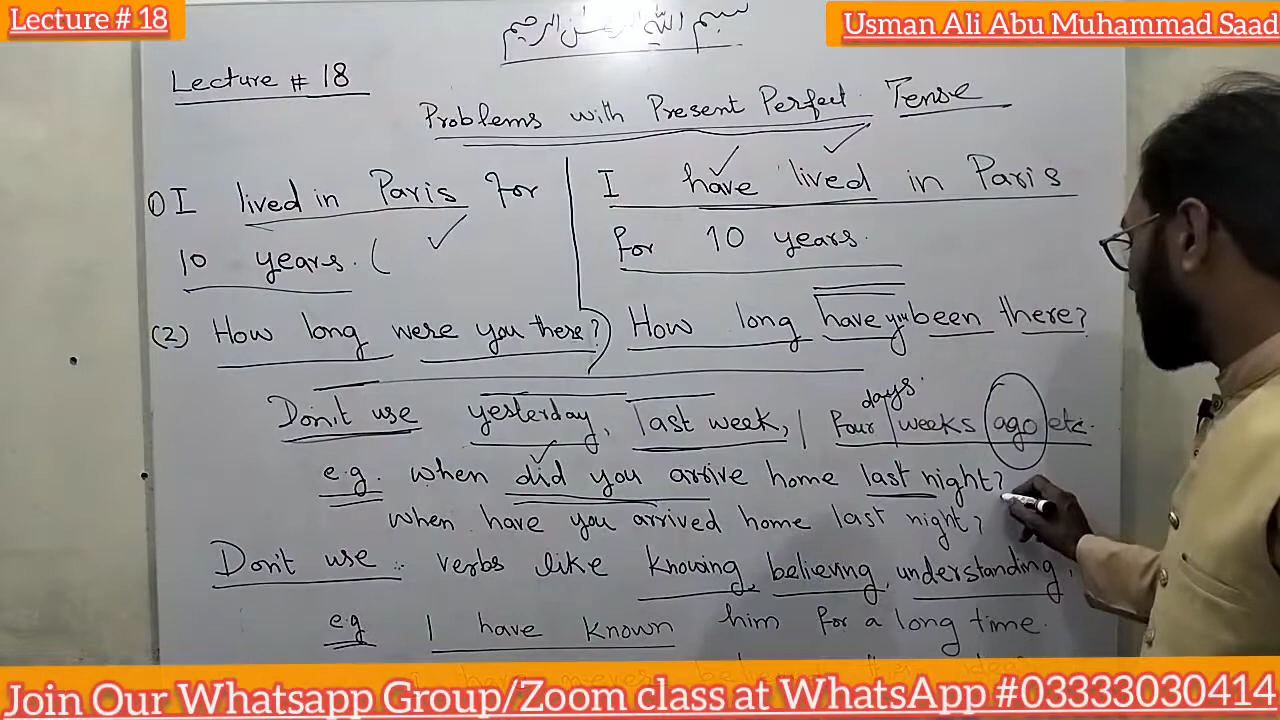 Lecture # 18
Usman Ali Abu Muhammad Saad
بسم الله الرحمن الرحيم
Lecture # 18
Problems with Present Perfect Tense
1) I lived in Paris for
10 years. (
I have lived in Paris
for 10 years.
(2) How long were you there?
How long have you been there?
Don't use yesterday, last week, | four days | weeks ago etc.
e.g. when did you arrive home last night?
when have you arrived home last night?
Don't use :- verbs like knowing, believing, understanding,
e.g I have known him for a long time.
Join Our Whatsapp Group/Zoom class at WhatsApp #03333030414